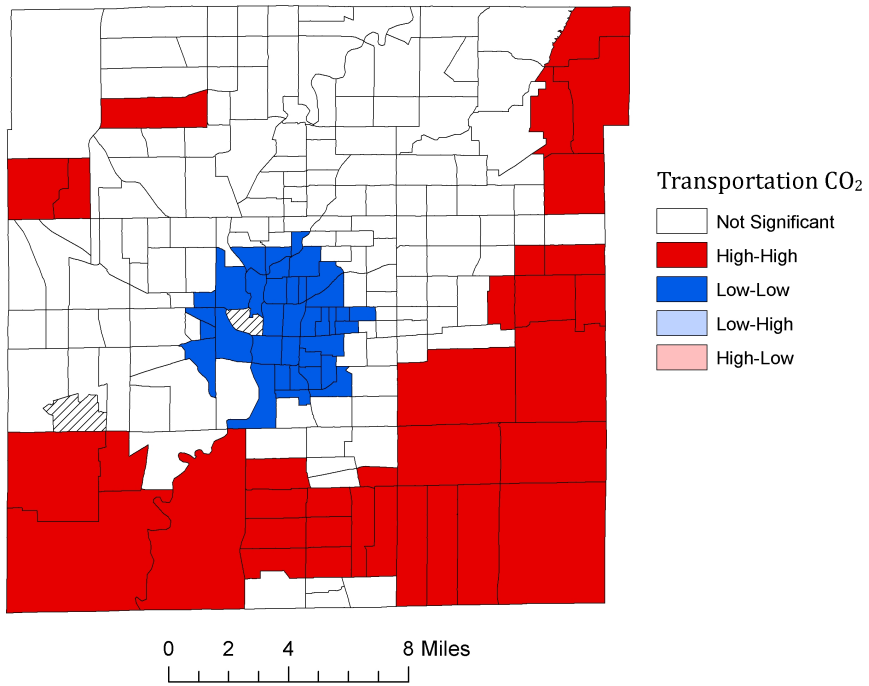 Transportation CO₂
Not Significant
High-High
Low-Low
Low-High
High-Low
0 2 4 8 Miles